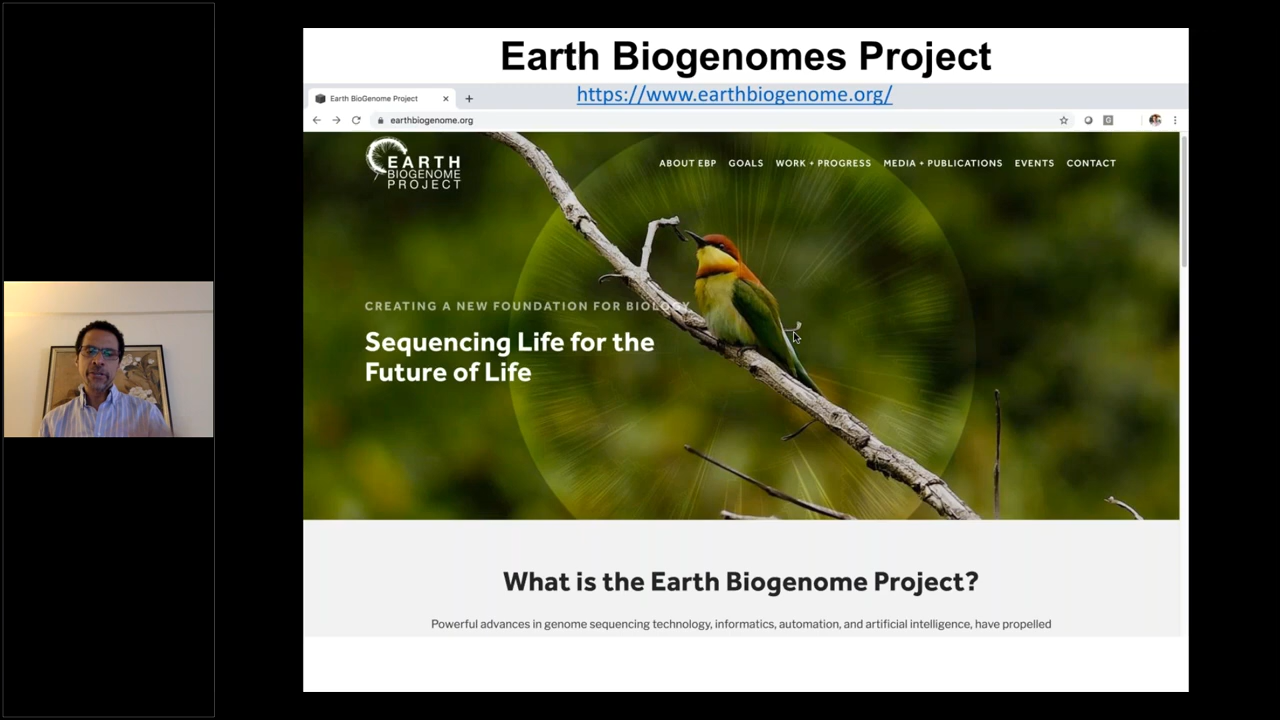 Earth Biogenomes Project
https://www.earthbiogenome.org/
Earth BioGenome Project
earthbiogenome.org
EARTH
BIOGENOME
PROJECT
ABOUT EBP GOALS WORK + PROGRESS MEDIA + PUBLICATIONS EVENTS CONTACT
CREATING A NEW FOUNDATION FOR BIOLOGY
Sequencing Life for the
Future of Life
What is the Earth Biogenome Project?
Powerful advances in genome sequencing technology, informatics, automation, and artificial intelligence, have propelled